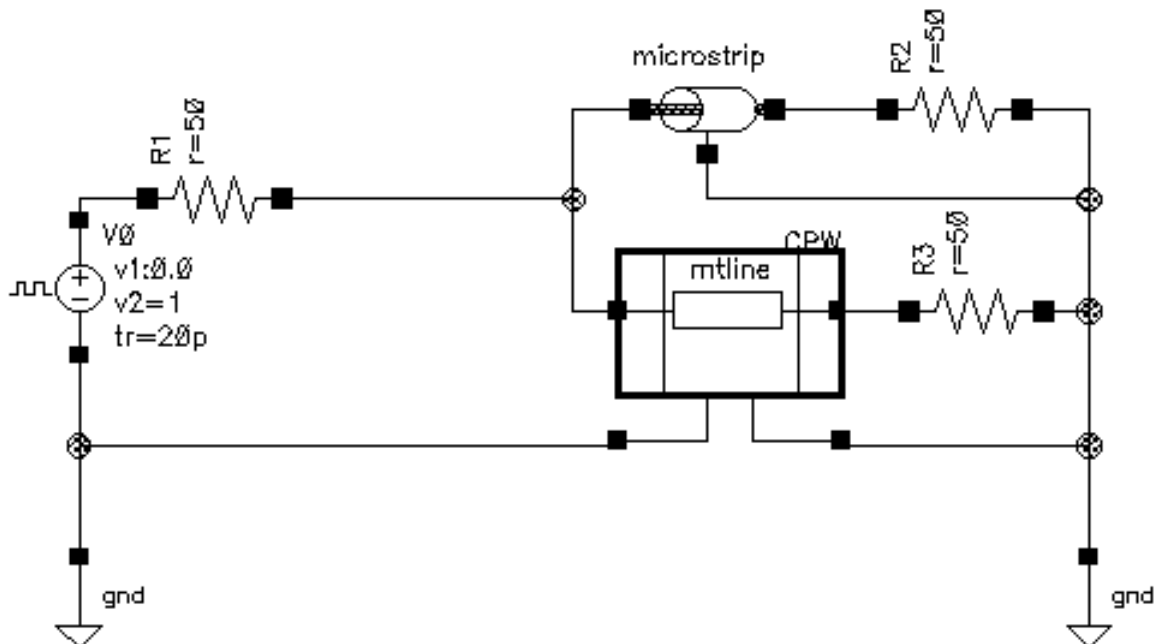 microstrip
R2
r=50
R1
r=50
V0
v1:0.0
v2=1
tr=20p
CPW
mtline
R3
r=50
gnd
gnd